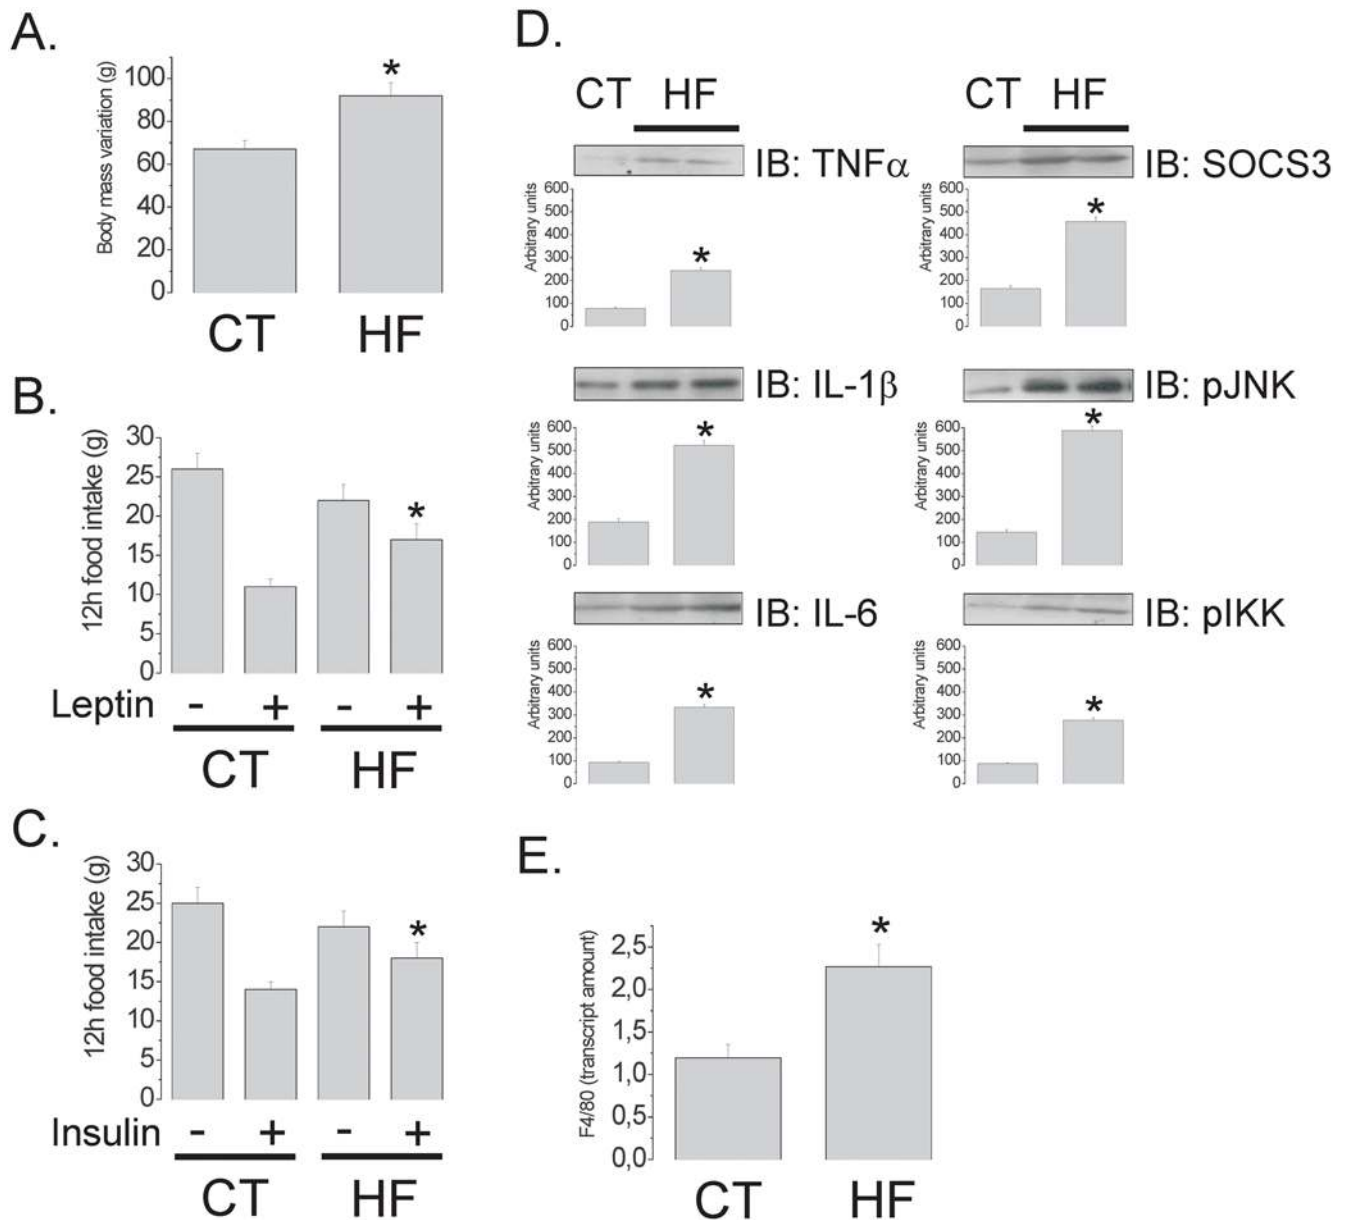 A.
Body mass variation (g)
100
80
60
40
20
0
*
CT HF
B.
12h food intake (g)
30
25
20
15
10
5
0
*
Leptin - + - +
CT HF
C.
12h food intake (g)
30
25
20
15
10
5
0
*
Insulin - + - +
CT HF
D.
CT HF
IB: TNFα
Arbitrary units
600
500
400
300
200
100
0
*
IB: IL-1β
Arbitrary units
600
500
400
300
200
100
0
*
IB: IL-6
Arbitrary units
600
500
400
300
200
100
0
*
CT HF
IB: SOCS3
Arbitrary units
600
500
400
300
200
100
0
*
IB: pJNK
Arbitrary units
600
500
400
300
200
100
0
*
IB: pIKK
Arbitrary units
600
500
400
300
200
100
0
*
E.
F4/80 (transcript amount)
2,5
2,0
1,5
1,0
0,5
0,0
*
CT HF